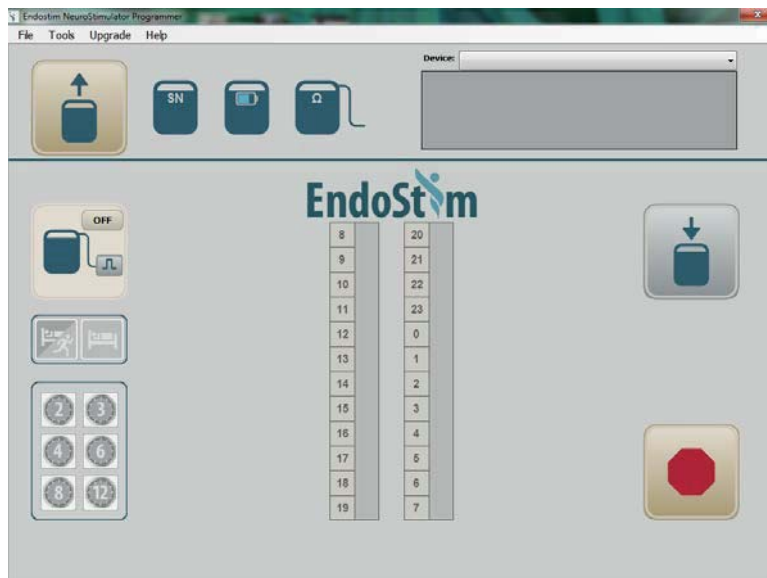 Endostim NeuroStimulator Programmer
File Tools Upgrade Help
Device:
SN
Ω
EndoStim
OFF
8 20
9 21
10 22
11 23
12 0
13 1
14 2
15 3
16 4
17 5
18 6
19 7
2 3
4 6
8 12